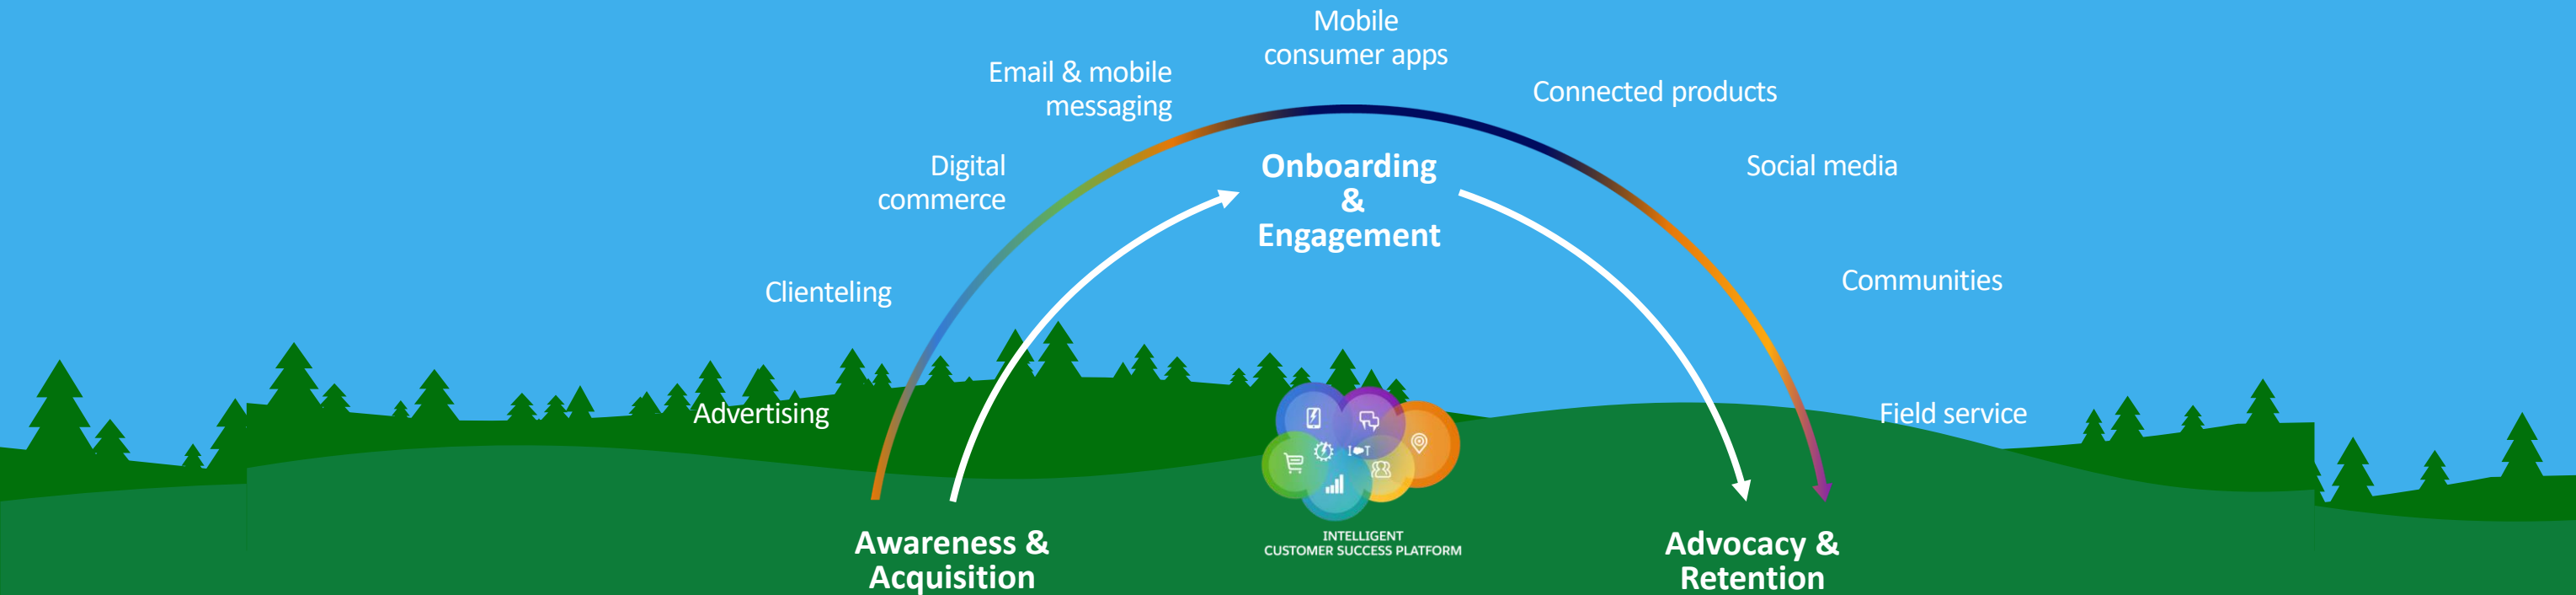 Mobile
consumer apps
Email & mobile
messaging
Connected products
Digital
commerce
Onboarding
&
Engagement
Social media
Clienteling
Communities
Advertising
Field service
IoT
INTELLIGENT
CUSTOMER SUCCESS PLATFORM
Awareness &
Acquisition
Advocacy &
Retention